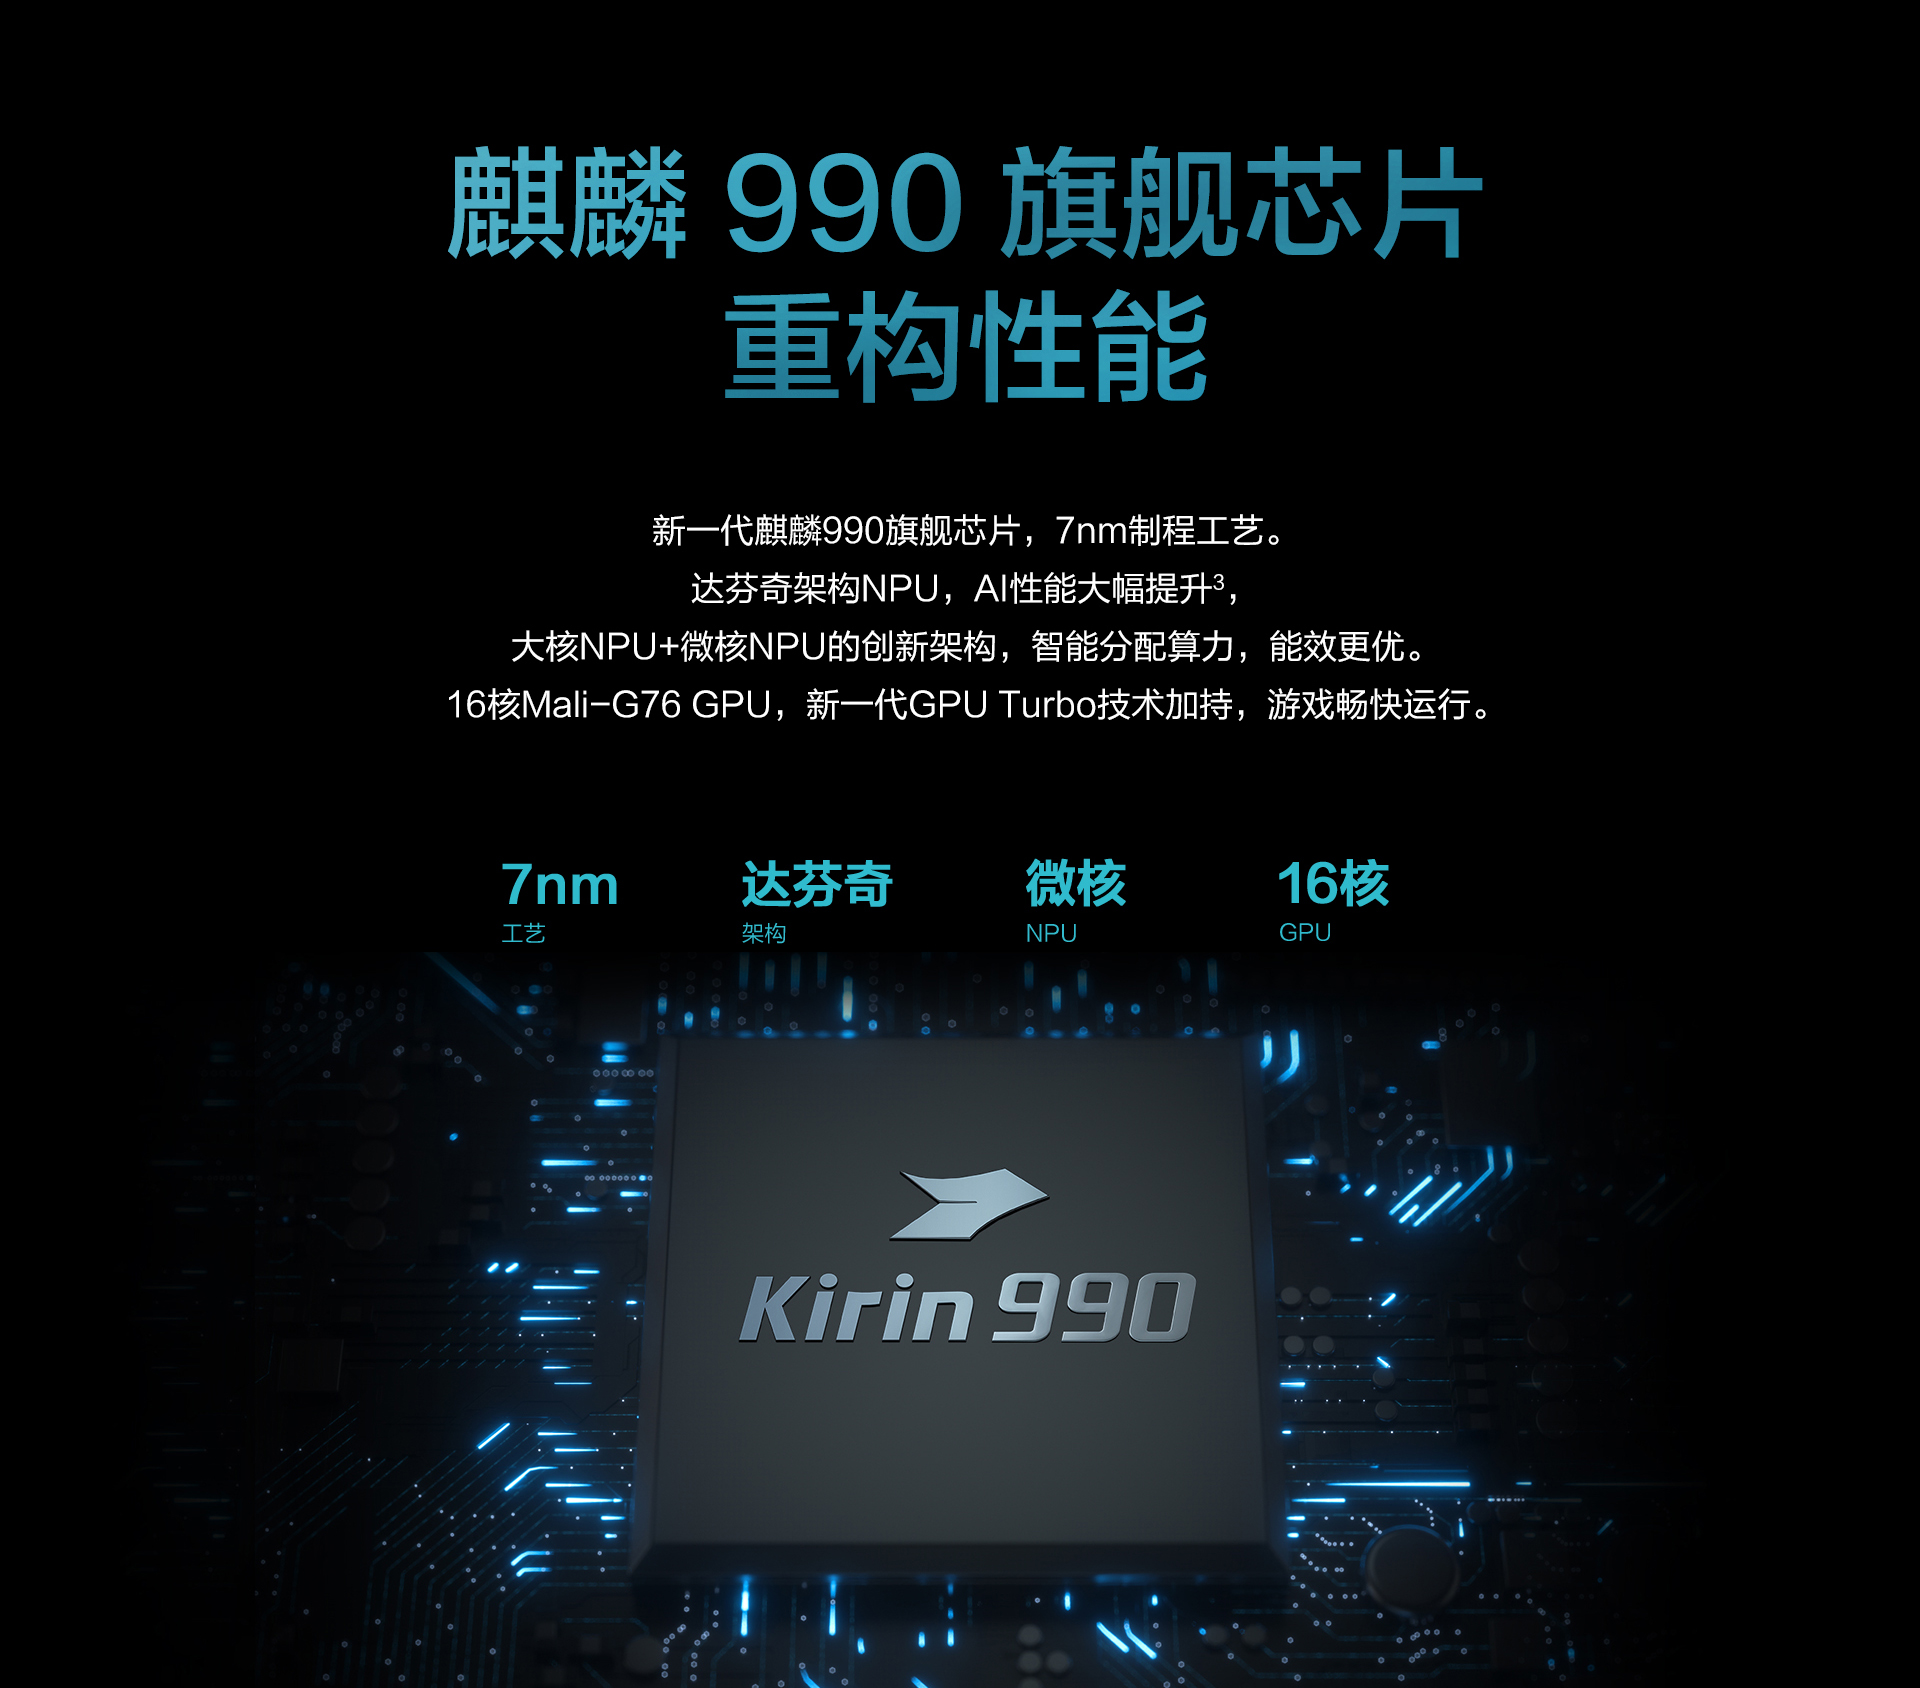 麒麟 990 旗舰芯片
重构性能
新一代麒麟990旗舰芯片，7nm制程工艺。
达芬奇架构NPU，AI性能大幅提升³，
大核NPU+微核NPU的创新架构，智能分配算力，能效更优。
16核Mali-G76 GPU，新一代GPU Turbo技术加持，游戏畅快运行。
7nm 达芬奇 微核 16核
工艺 架构 NPU GPU
Kirin 990